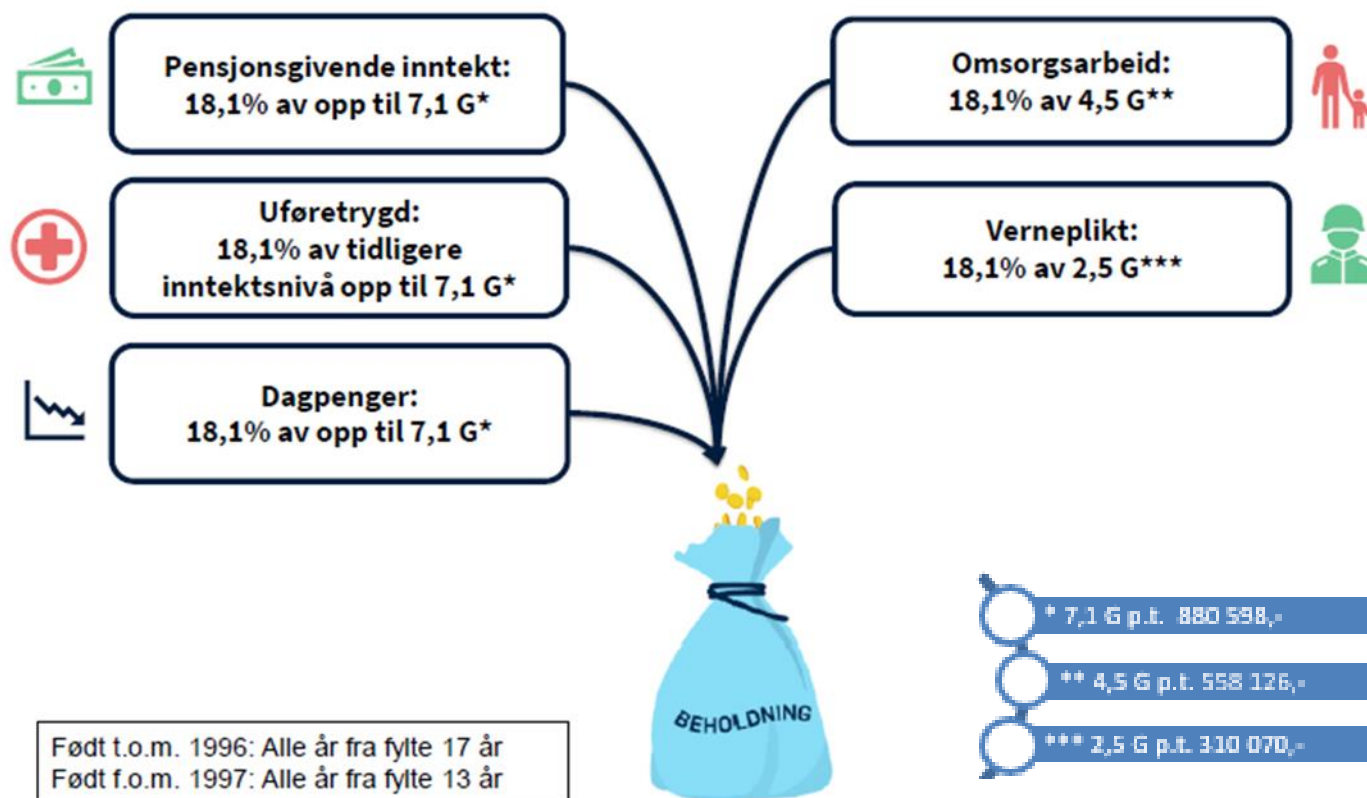 Pensjonsgivende inntekt:
18,1% av opp til 7,1 G*
Uføretrygd:
18,1% av tidligere
inntektsnivå opp til 7,1 G*
Dagpenger:
18,1% av opp til 7,1 G*
Omsorgsarbeid:
18,1% av 4,5 G**
Verneplikt:
18,1% av 2,5 G***
BEHOLDNING
* 7,1 G p.t. 880 598,-
** 4,5 G p.t. 558 126,-
*** 2,5 G p.t. 310 070,-
Født t.o.m. 1996: Alle år fra fylte 17 år
Født f.o.m. 1997: Alle år fra fylte 13 år